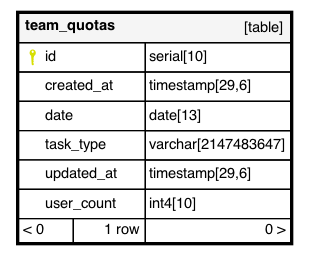 team_quotas [table]
id serial[10]
created_at timestamp[29,6]
date date[13]
task_type varchar[2147483647]
updated_at timestamp[29,6]
user_count int4[10]
< 0 1 row 0 >